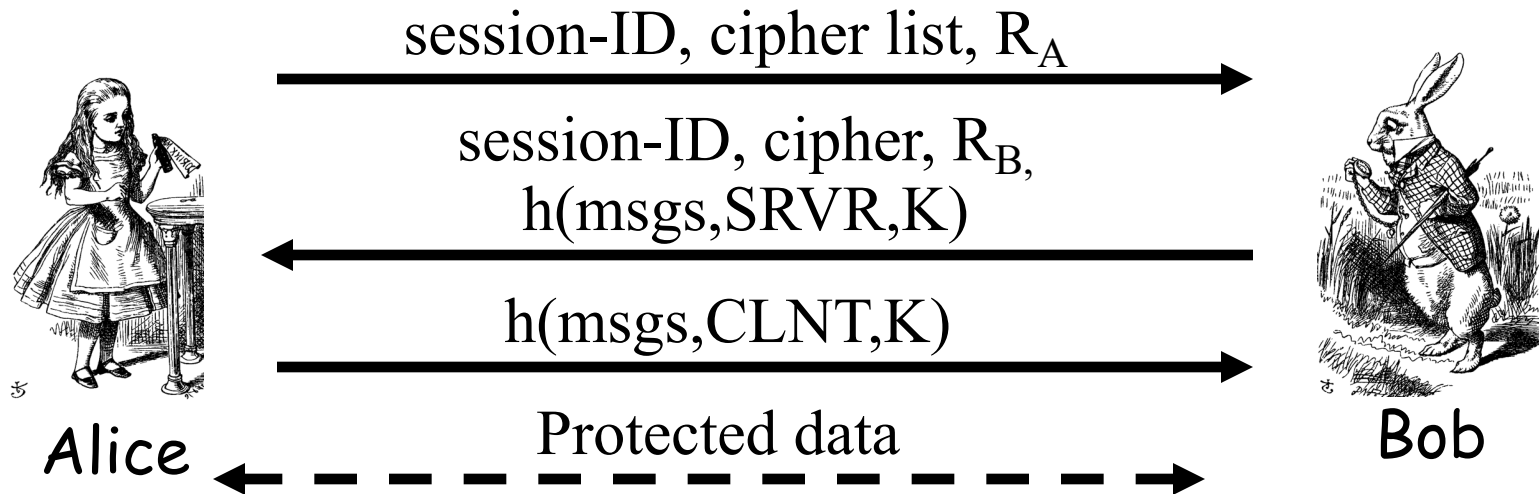 session-ID, cipher list, R_A
session-ID, cipher, R_B,
h(msgs,SRVR,K)
h(msgs,CLNT,K)
Protected data
Alice
Bob